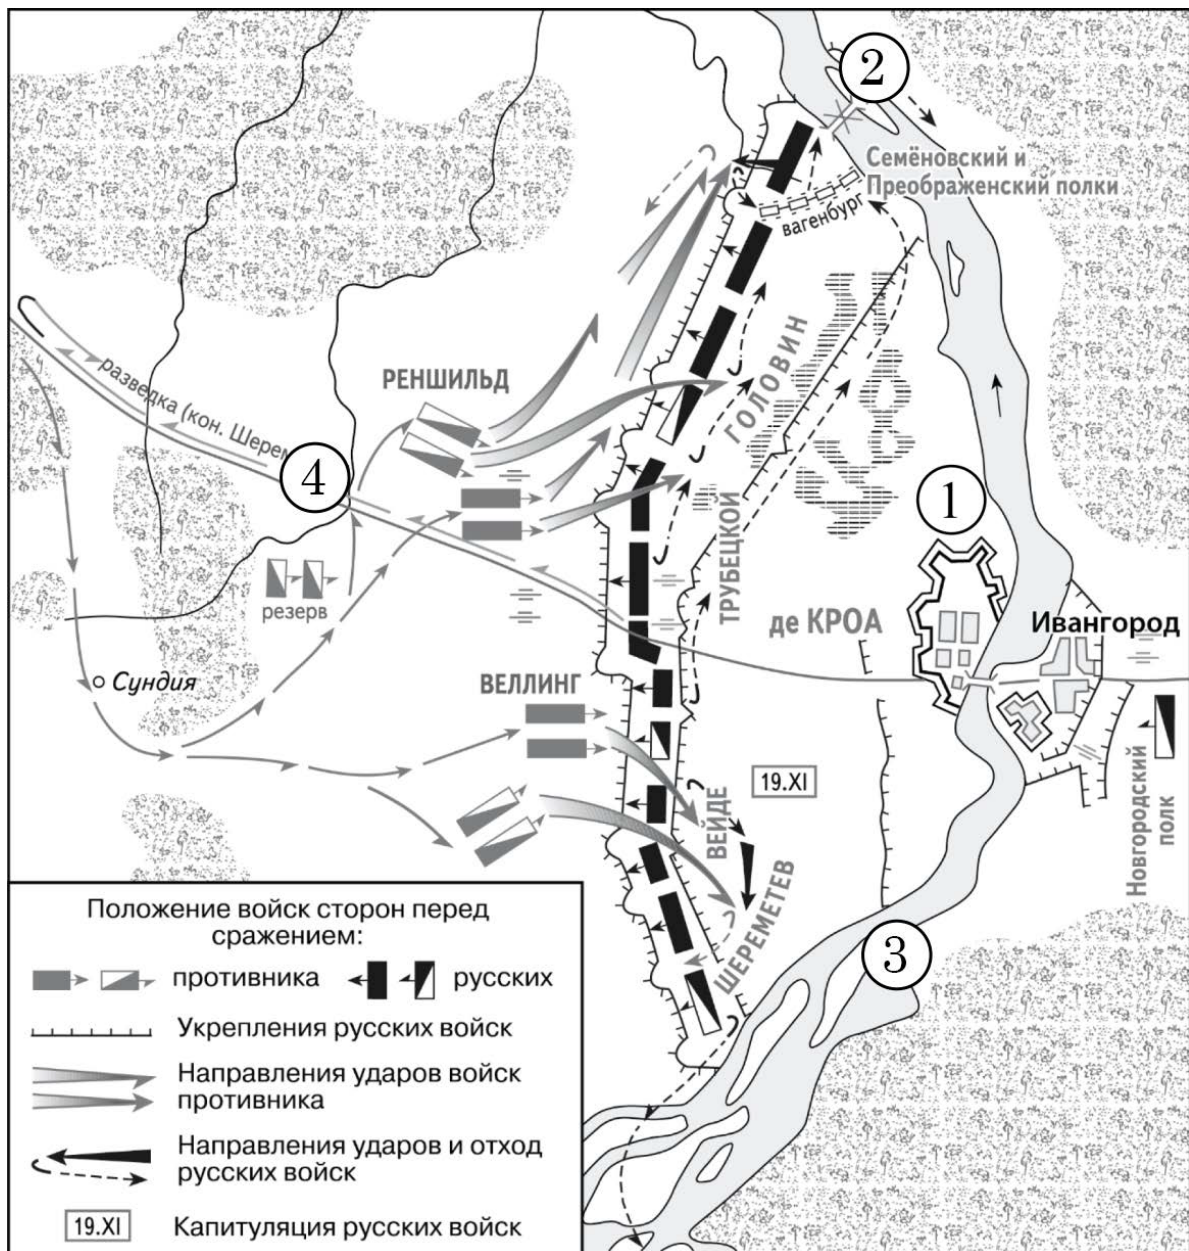 2
Семёновский и
Преображенский полки
вагенбург
разведка (кон. Шерем
РЕНШИЛЬД
ГОЛОВИН
4
1
ТРУБЕЦКОЙ
резерв
де КРОА
Ивангород
Сундия
ВЕЛЛИНГ
19.XI
ВЕЙДЕ
Новгородский
полк
ШЕРЕМЕТЕВ
3
Положение войск сторон перед
сражением:
противника
русских
Укрепления русских войск
Направления ударов войск
противника
Направления ударов и отход
русских войск
19.XI
Капитуляция русских войск